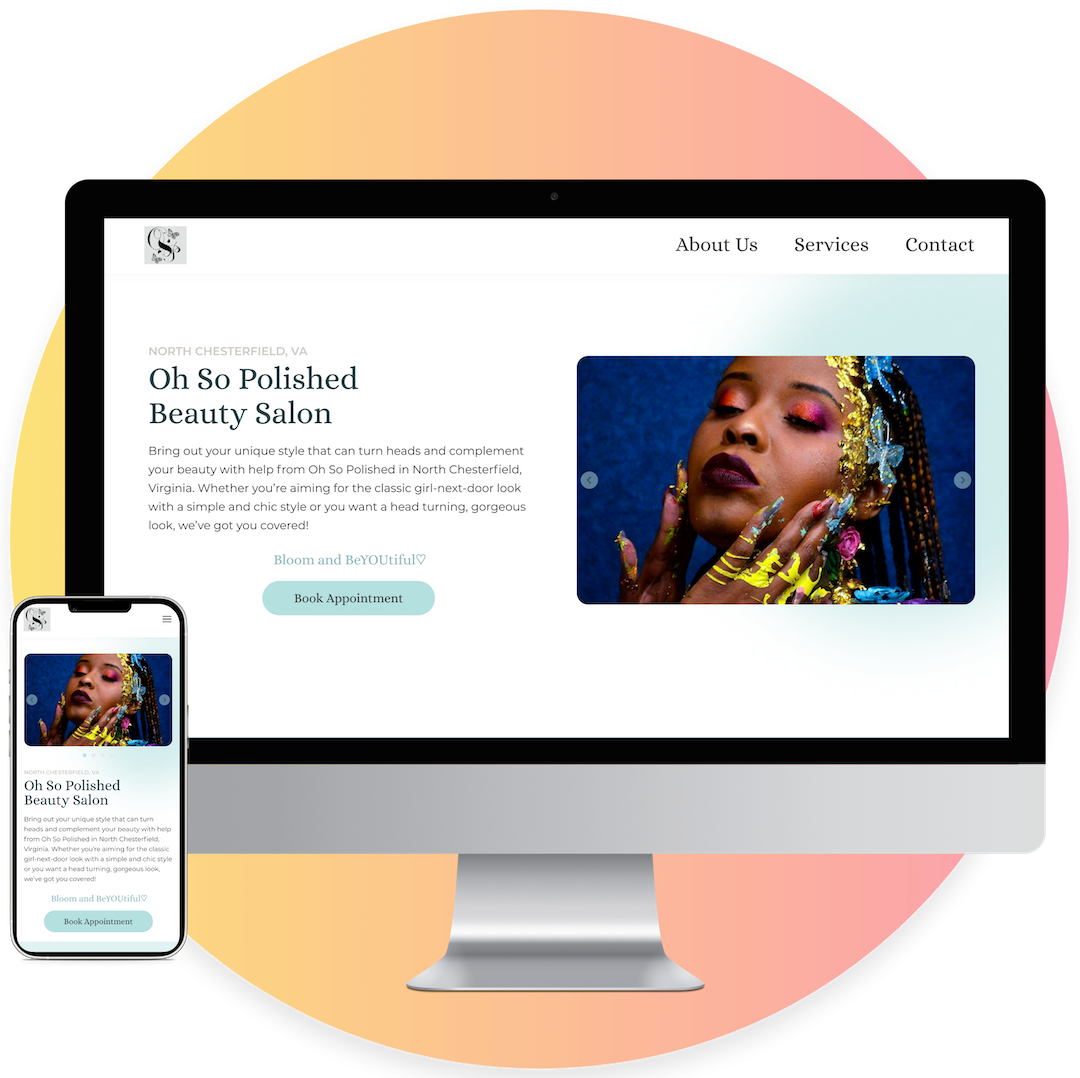 About Us Services Contact
NORTH CHESTERFIELD, VA
Oh So Polished
Beauty Salon
Bring out your unique style that can turn heads and complement
your beauty with help from Oh So Polished in North Chesterfield,
Virginia. Whether you're aiming for the classic girl-next-door look
with a simple and chic style or you want a head turning, gorgeous
look, we've got you covered!
Bloom and BeYOUtiful♡
Book Appointment
NORTH CHESTERFIELD, VA
Oh So Polished
Beauty Salon
Bring out your unique style that can turn
heads and complement your beauty with help
from Oh So Polished in North Chesterfield,
Virginia. Whether you're aiming for the classic
girl-next-door look with a simple and chic style
or you want a head turning, gorgeous look,
we've got you covered!
Bloom and BeYOUtiful♡
Book Appointment